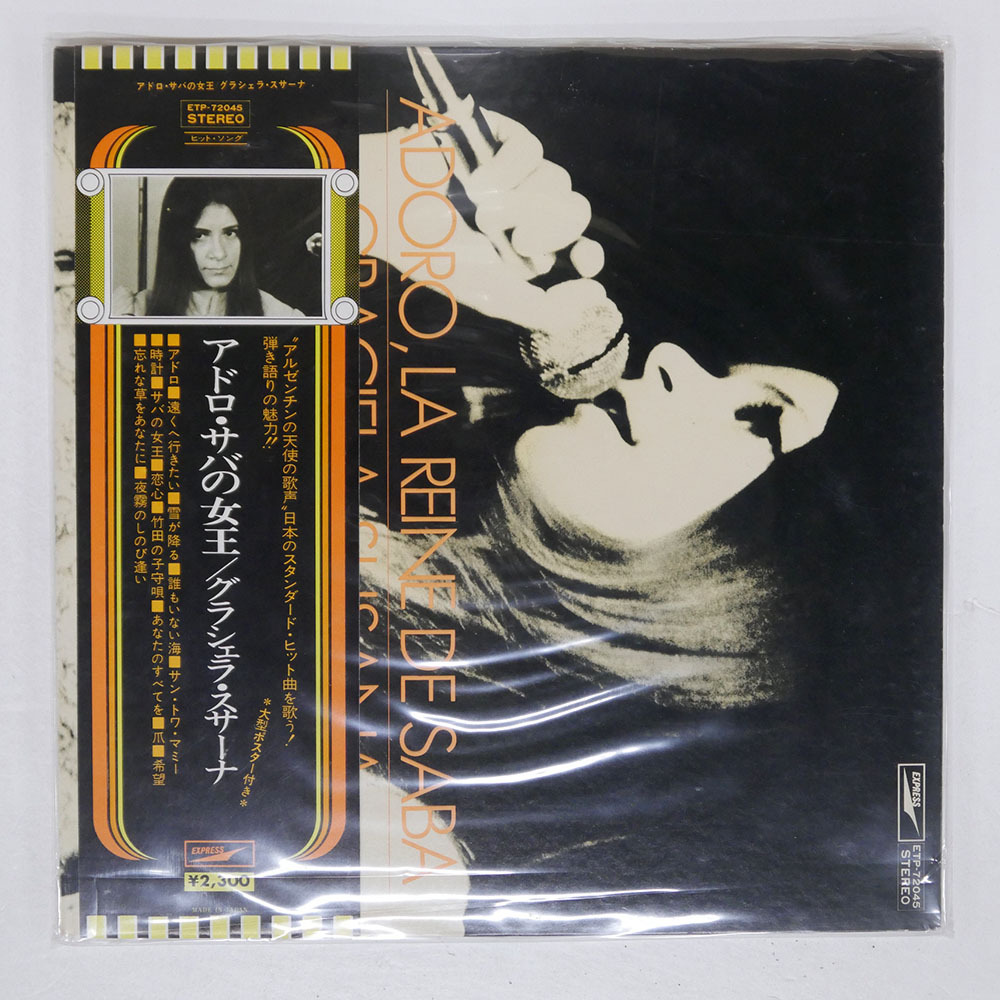 アドロ・サバの女王 グラシェラ・スサーナ
ETP-72045
STEREO
ヒット・ソング
"アルゼンチンの天使の歌声"日本のスタンダード・ヒット曲を歌う!
弾き語りの魅力!!
*大型ポスター付き*
アドロ・サバの女王/グラシェラ・スサーナ
■アドロ■遠くへ行きたい■雪が降る■誰もいない海■サン・トワ・マミー
■時計■サバの女王■恋心■竹田の子守唄■あなたのすべてを■爪■希望
■忘れな草をあなたに■夜霧のしのび逢い
EXPRESS
¥2,300
MADE IN JAPAN
ADORO, LA REINE DE SABA
GRACIELA SUSANA
EXPRESS
ETP-72045
STEREO